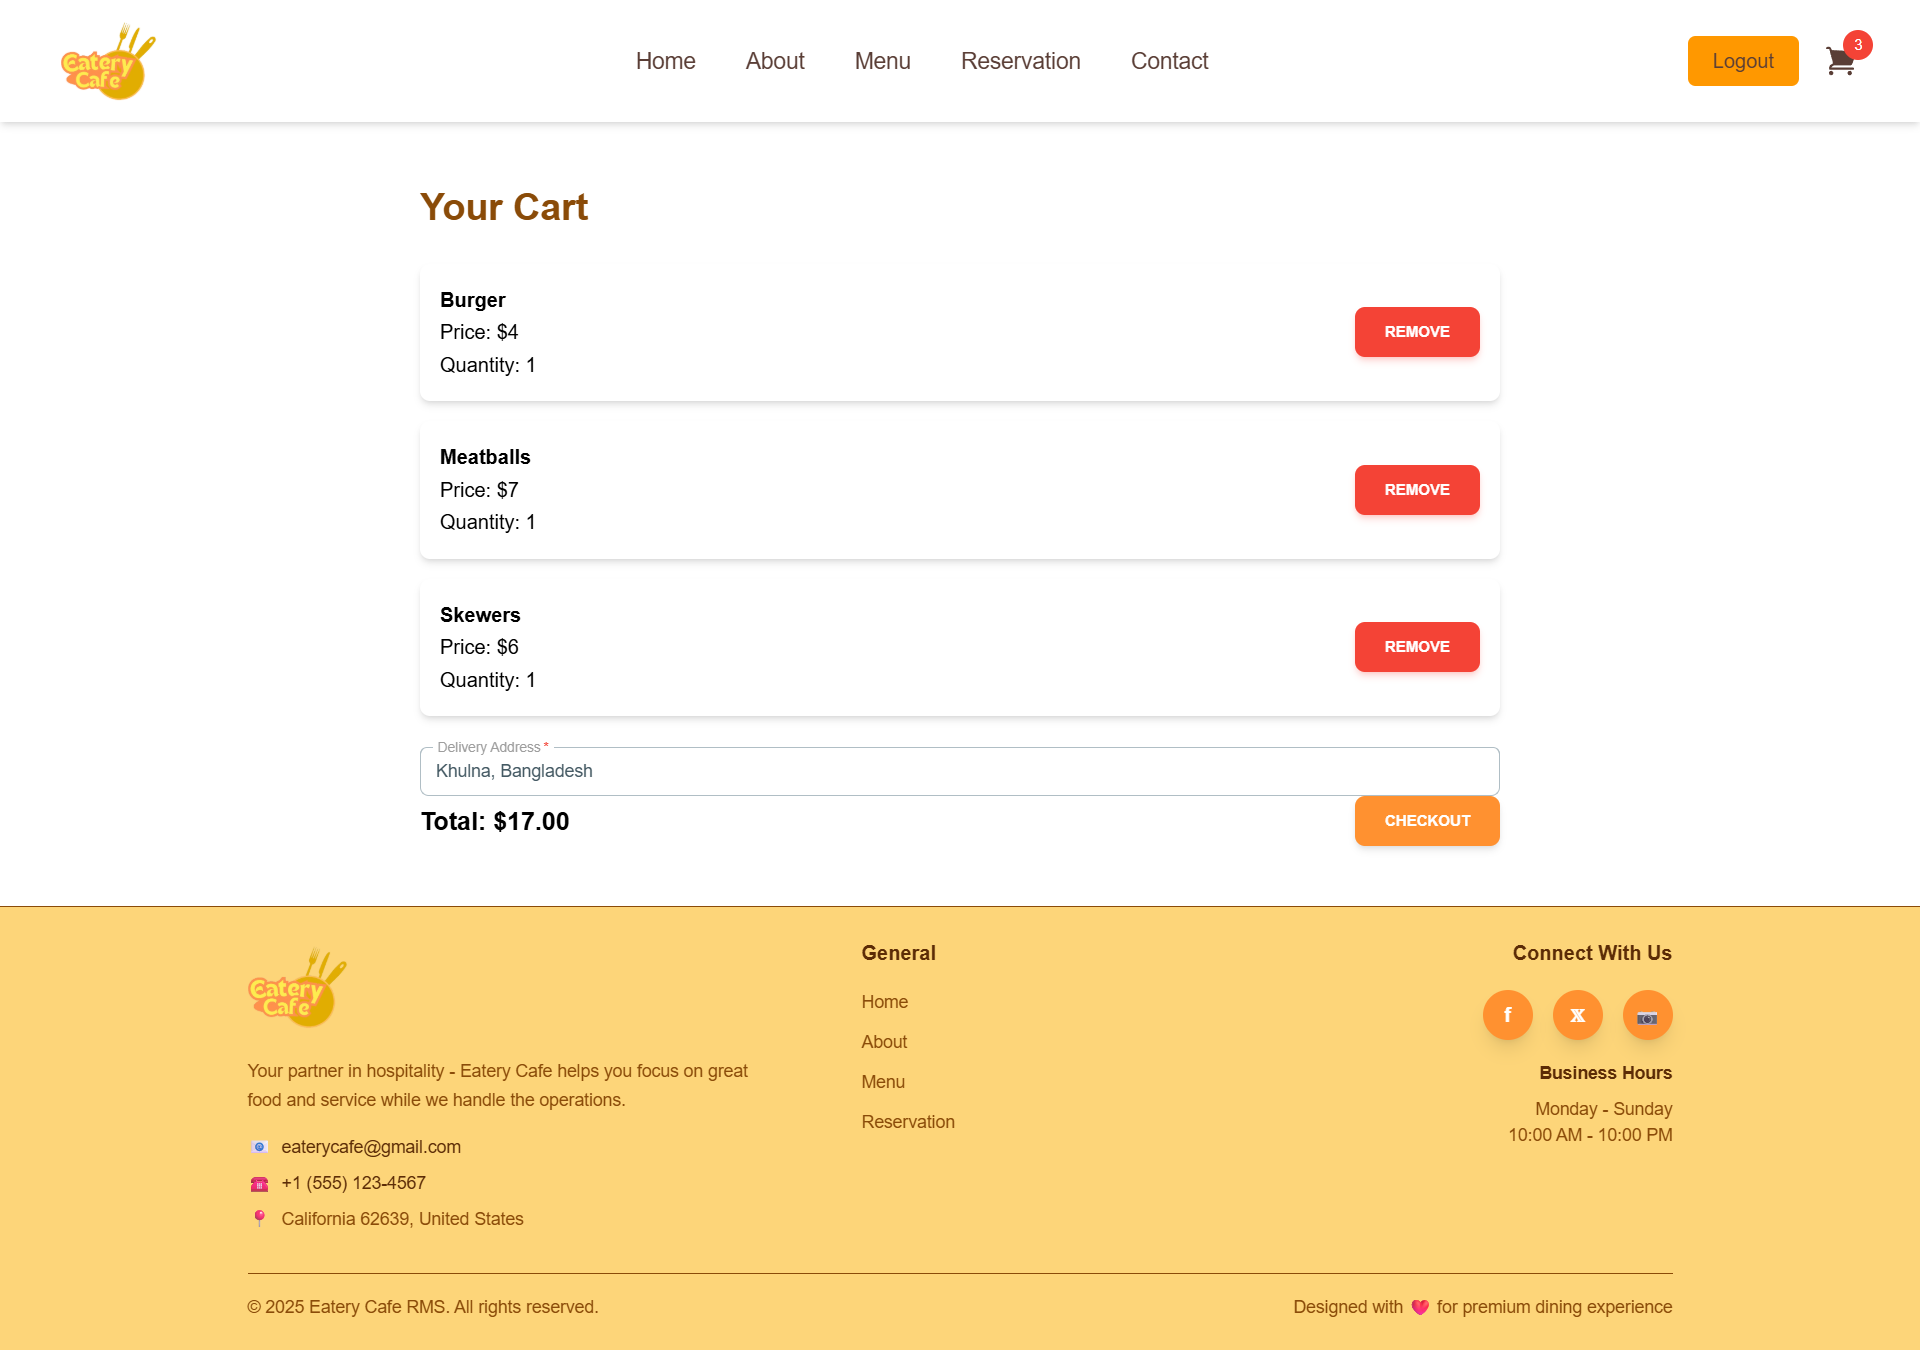 Eatery
Cafe
Home
About
Menu
Reservation
Contact
Logout
3
Your Cart
Burger
Price: $4
Quantity: 1
REMOVE
Meatballs
Price: $7
Quantity: 1
REMOVE
Skewers
Price: $6
Quantity: 1
REMOVE
Delivery Address *
Khulna, Bangladesh
Total: $17.00
CHECKOUT
Eatery
Cafe
Your partner in hospitality - Eatery Cafe helps you focus on great
food and service while we handle the operations.
eaterycafe@gmail.com
+1 (555) 123-4567
California 62639, United States
General
Home
About
Menu
Reservation
Connect With Us
f
𝕏
Business Hours
Monday - Sunday
10:00 AM - 10:00 PM
© 2025 Eatery Cafe RMS. All rights reserved.
Designed with ❤️ for premium dining experience